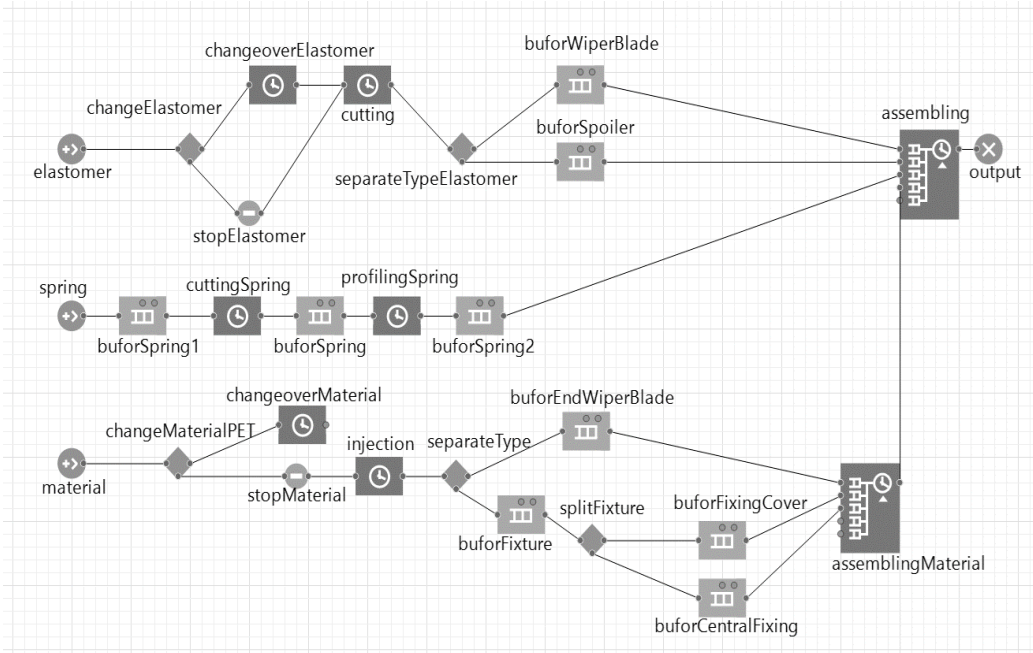 buforWiperBlade
changeoverElastomer
changeElastomer
cutting
assembling
buforSpoiler
elastomer
separateTypeElastomer
output
stopElastomer
spring
cuttingSpring
profilingSpring
buforSpring1
buforSpring
buforSpring2
changeoverMaterial
buforEndWiperBlade
changeMaterialPET
injection
separateType
material
stopMaterial
splitFixture
buforFixingCover
buforFixture
assemblingMaterial
buforCentralFixing